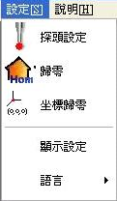 設定[S] 說明[H]
探頭設定
Hom 歸零
(0,0,0) 坐標歸零
顯示設定
語言